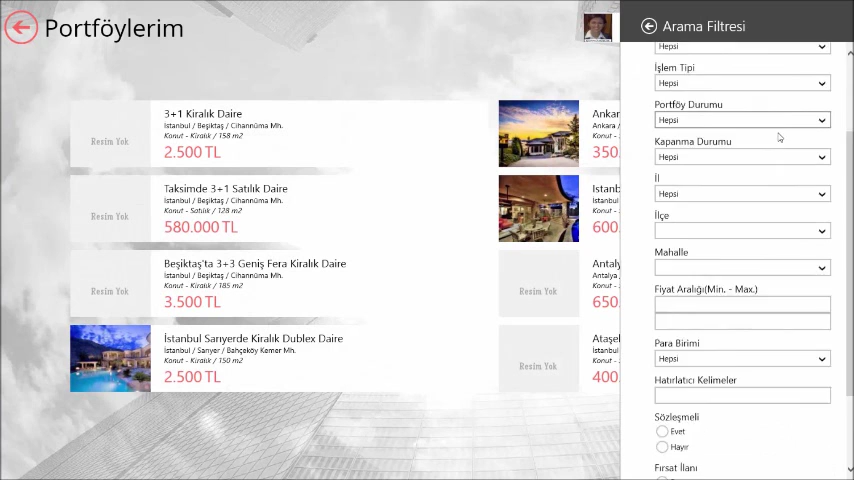 Portföylerim
3+1 Kiralık Daire
İstanbul / Beşiktaş / Cihannüma Mh.
Konut - Kiralık / 158 m2
2.500 TL
Resim Yok
Taksimde 3+1 Satılık Daire
İstanbul / Beşiktaş / Cihannüma Mh.
Konut - Satılık / 128 m2
580.000 TL
Resim Yok
Beşiktaş'ta 3+3 Geniş Fera Kiralık Daire
İstanbul / Beşiktaş / Cihannüma Mh.
Konut - Kiralık / 185 m2
3.500 TL
Resim Yok
İstanbul Sarıyerde Kiralık Dublex Daire
İstanbul / Sarıyer / Bahçeköy Kemer Mh.
Konut - Kiralık / 150 m2
2.500 TL
Ankar
Ankara /
Konut -
350.
Istanb
İstanbu
Konut -
600.
Resim Yok
Antaly
Antalya /
Konut -
650.
Resim Yok
Ataşel
İstanbu
Konut -
400.
Arama Filtresi
Hepsi
İşlem Tipi
Hepsi
Portföy Durumu
Hepsi
Kapanma Durumu
Hepsi
İl
Hepsi
İlçe
Mahalle
Fiyat Aralığı(Min. - Max.)
Para Birimi
Hepsi
Hatırlatıcı Kelimeler
Sözleşmeli
Evet
Hayır
Fırsat İlanı